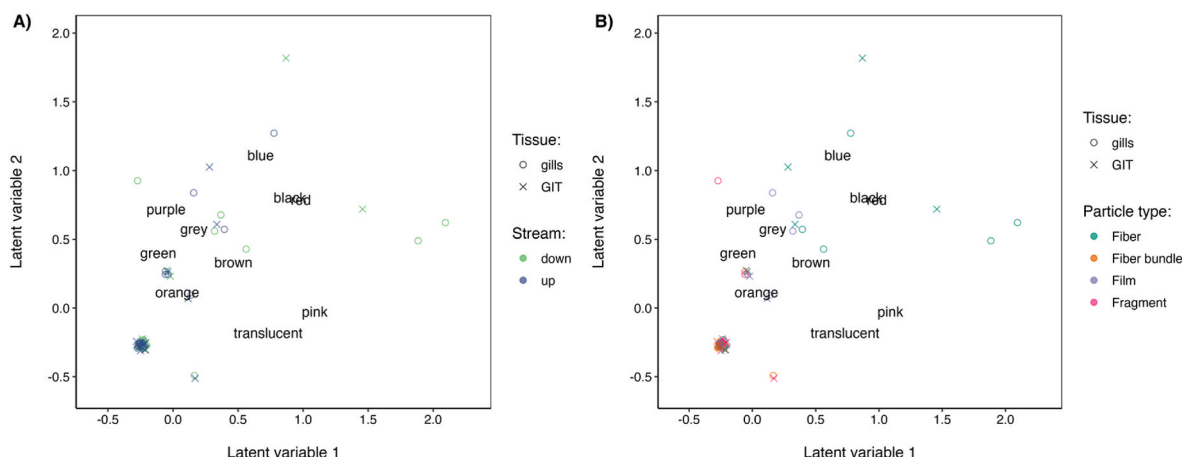 A)
2.0
1.5
1.0
0.5
0.0
-0.5
Latent variable 2
blue
black
red
purple
grey
green
brown
orange
pink
translucent
-0.5 0.0 0.5 1.0 1.5 2.0
Latent variable 1
Tissue:
gills
GIT
Stream:
down
up
B)
2.0
1.5
1.0
0.5
0.0
-0.5
Latent variable 2
blue
black
red
purple
grey
green
brown
orange
pink
translucent
-0.5 0.0 0.5 1.0 1.5 2.0
Latent variable 1
Tissue:
gills
GIT
Particle type:
Fiber
Fiber bundle
Film
Fragment